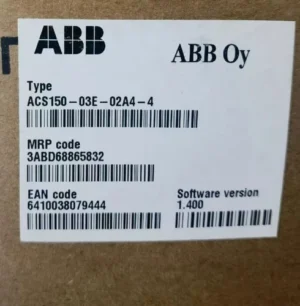 ABB
ABB Oy
Type
ACS150-03E-02A4-4
MRP code
3ABD68865832
EAN code
6410038079444
Software version
1.400